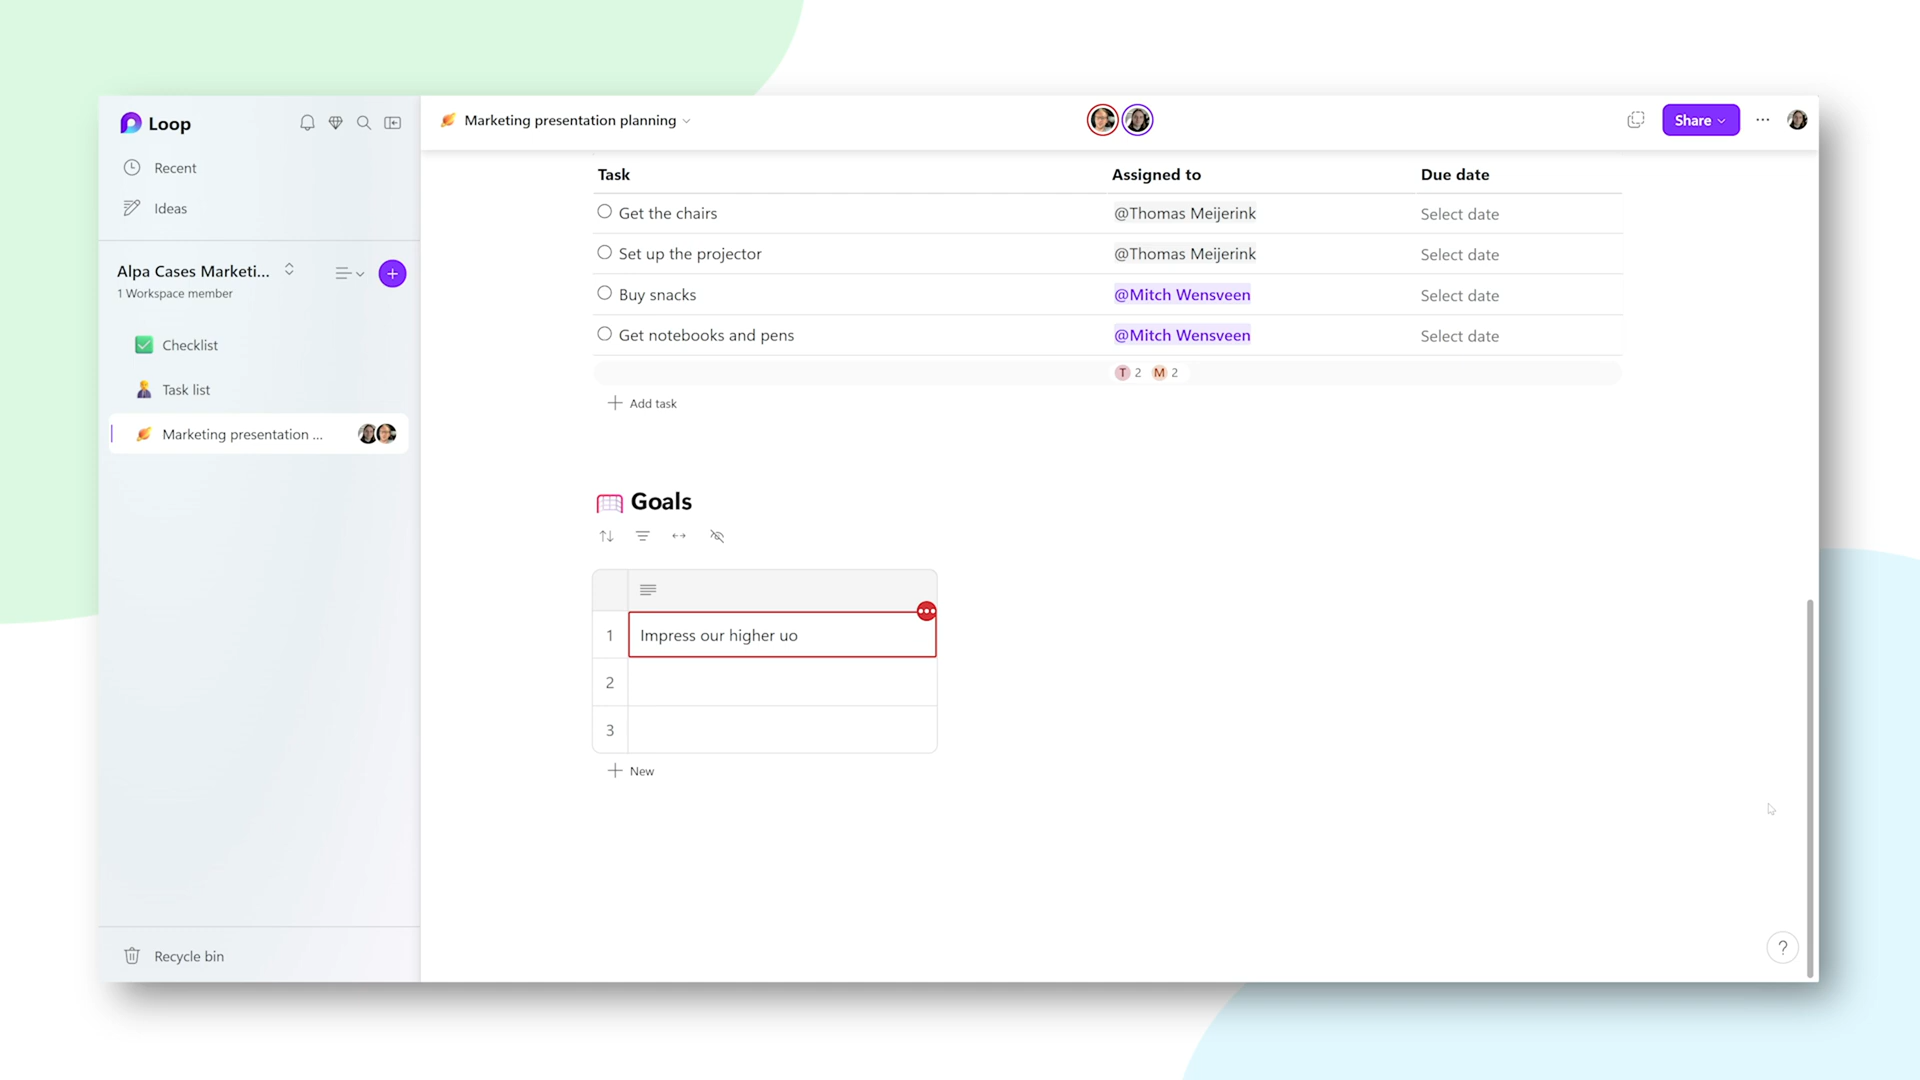 Loop
Recent
Ideas
Alpa Cases Marketi...
1 Workspace member
Checklist
Task list
Marketing presentation ...
Recycle bin
Marketing presentation planning
Share
Task Assigned to Due date
Get the chairs @Thomas Meijerink Select date
Set up the projector @Thomas Meijerink Select date
Buy snacks @Mitch Wensveen Select date
Get notebooks and pens @Mitch Wensveen Select date
T 2 M 2
Add task
Goals
1 Impress our higher uo
2
3
New
?